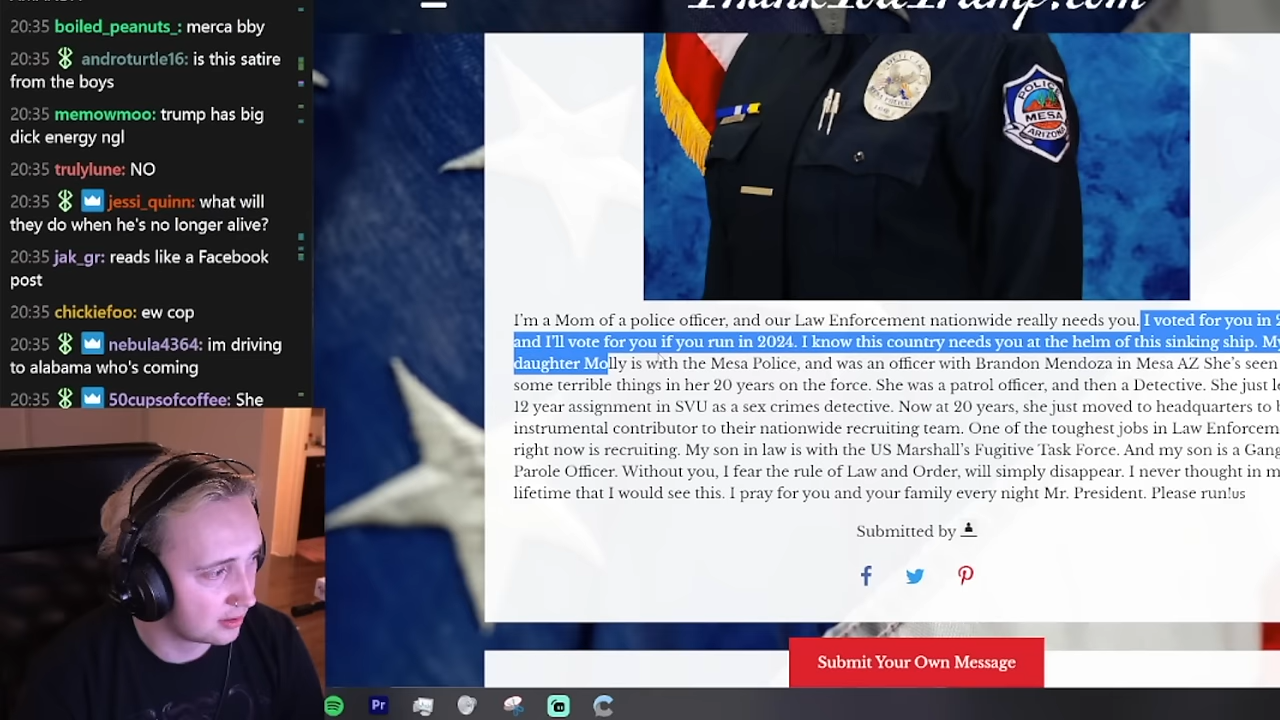 20:35 boiled_peanuts_: merca bby
20:35 androturtle16: is this satire
from the boys
20:35 memowmoo: trump has big
dick energy ngl
20:35 trulylune: NO
20:35 jessi_quinn: what will
they do when he's no longer alive?
20:35 jak_gr: reads like a Facebook
post
20:35 chickiefoo: ew cop
20:35 nebula4364: im driving
to alabama who's coming
20:35 50cupsofcoffee: She
ThankYouTrump.com
DETECTIVE
POLICE
MESA
ARIZONA
I’m a Mom of a police officer, and our Law Enforcement nationwide really needs you. I voted for you in
and I’ll vote for you if you run in 2024. I know this country needs you at the helm of this sinking ship. My
daughter Molly is with the Mesa Police, and was an officer with Brandon Mendoza in Mesa AZ She’s seen
some terrible things in her 20 years on the force. She was a patrol officer, and then a Detective. She just
12 year assignment in SVU as a sex crimes detective. Now at 20 years, she just moved to headquarters to
instrumental contributor to their nationwide recruiting team. One of the toughest jobs in Law
right now is recruiting. My son in law is with the US Marshall’s Fugitive Task Force. And my son is a Gang
Parole Officer. Without you, I fear the rule of Law and Order, will simply disappear. I never thought in
lifetime that I would see this. I pray for you and your family every night Mr. President. Please run!us
Submitted by
Submit Your Own Message
Pr